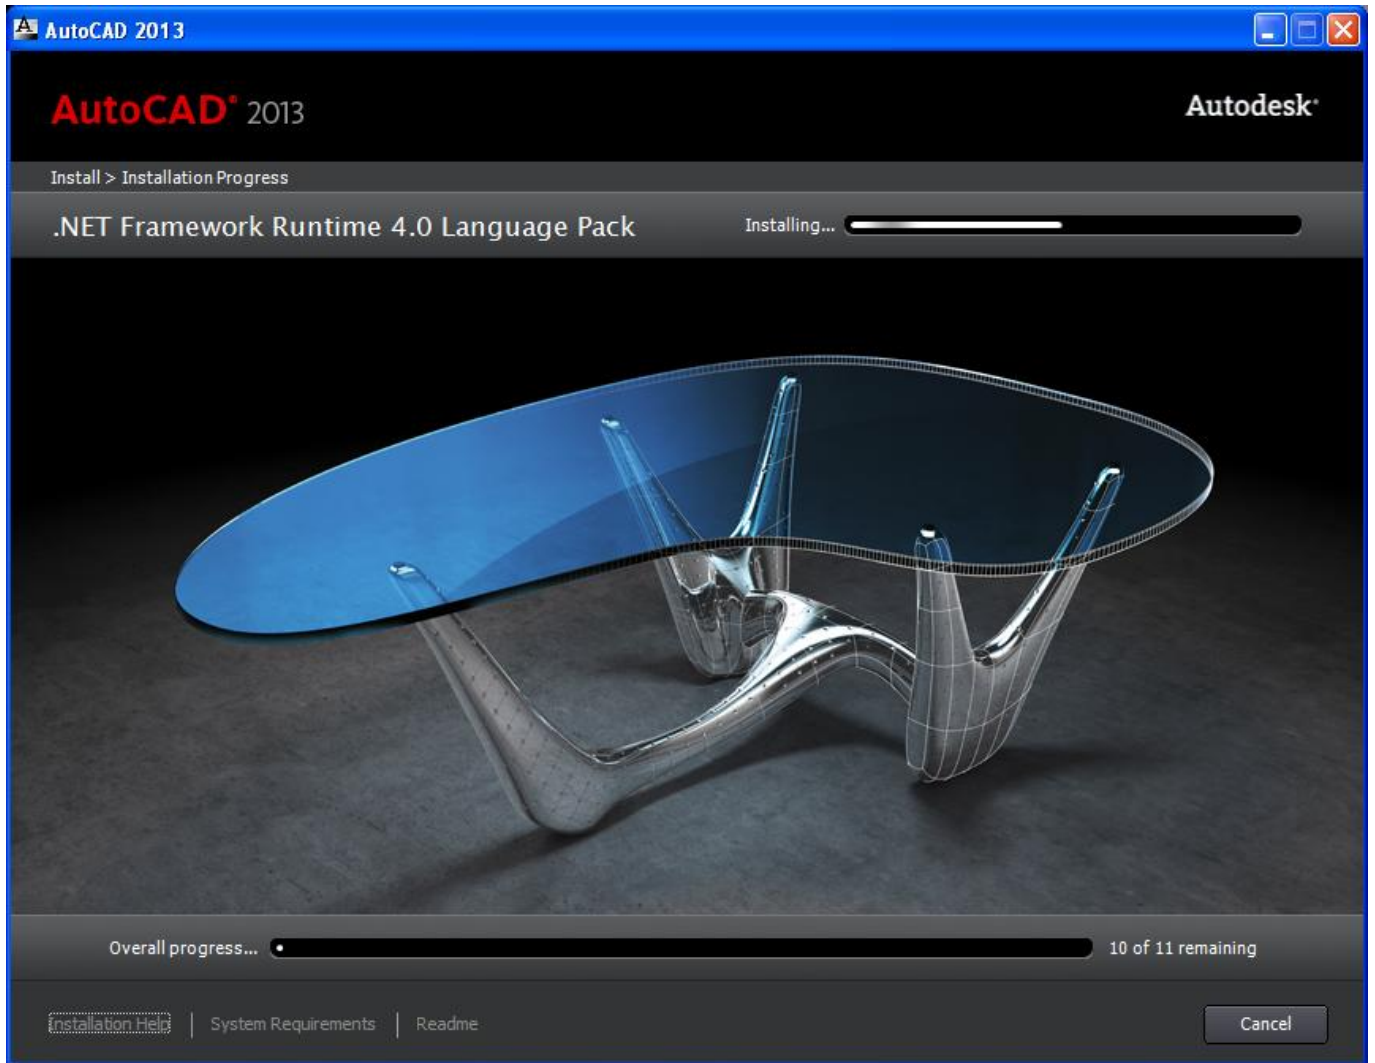 AutoCAD 2013
AutoCAD® 2013
Autodesk®
Install > Installation Progress
.NET Framework Runtime 4.0 Language Pack
Installing...
Overall progress...
10 of 11 remaining
Installation Help
System Requirements
Readme
Cancel